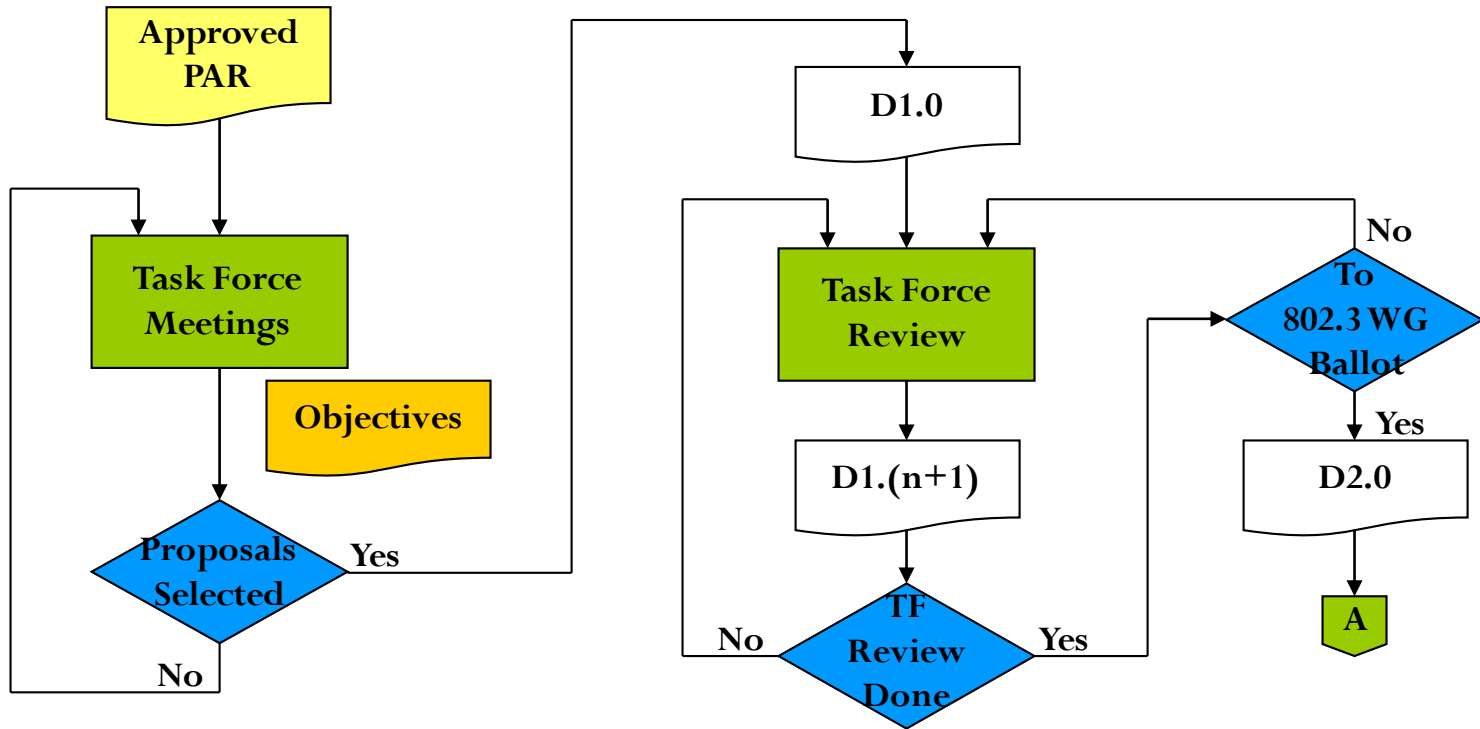 Approved
PAR
Task Force
Meetings
Objectives
Proposals
Selected
Yes
No
D1.0
Task Force
Review
D1.(n+1)
TF
Review
Done
No
Yes
To
802.3 WG
Ballot
No
Yes
D2.0
A